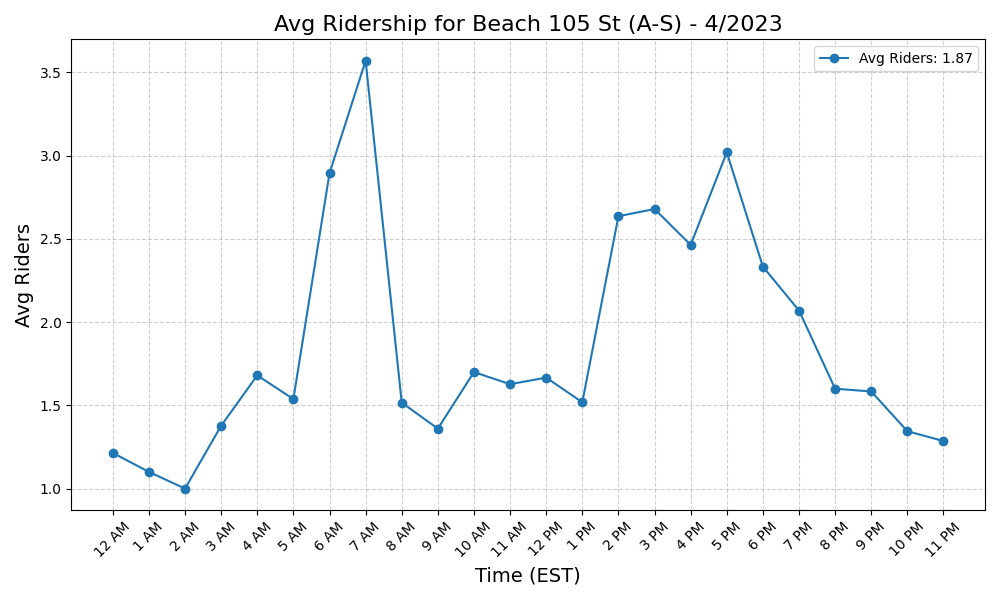 Avg Ridership for Beach 105 St (A-S) - 4/2023
Avg Riders: 1.87
Avg Riders
3.5
3.0
2.5
2.0
1.5
1.0
12 AM
1 AM
2 AM
3 AM
4 AM
5 AM
6 AM
7 AM
8 AM
9 AM
10 AM
11 AM
12 PM
1 PM
2 PM
3 PM
4 PM
5 PM
6 PM
7 PM
8 PM
9 PM
10 PM
11 PM
Time (EST)